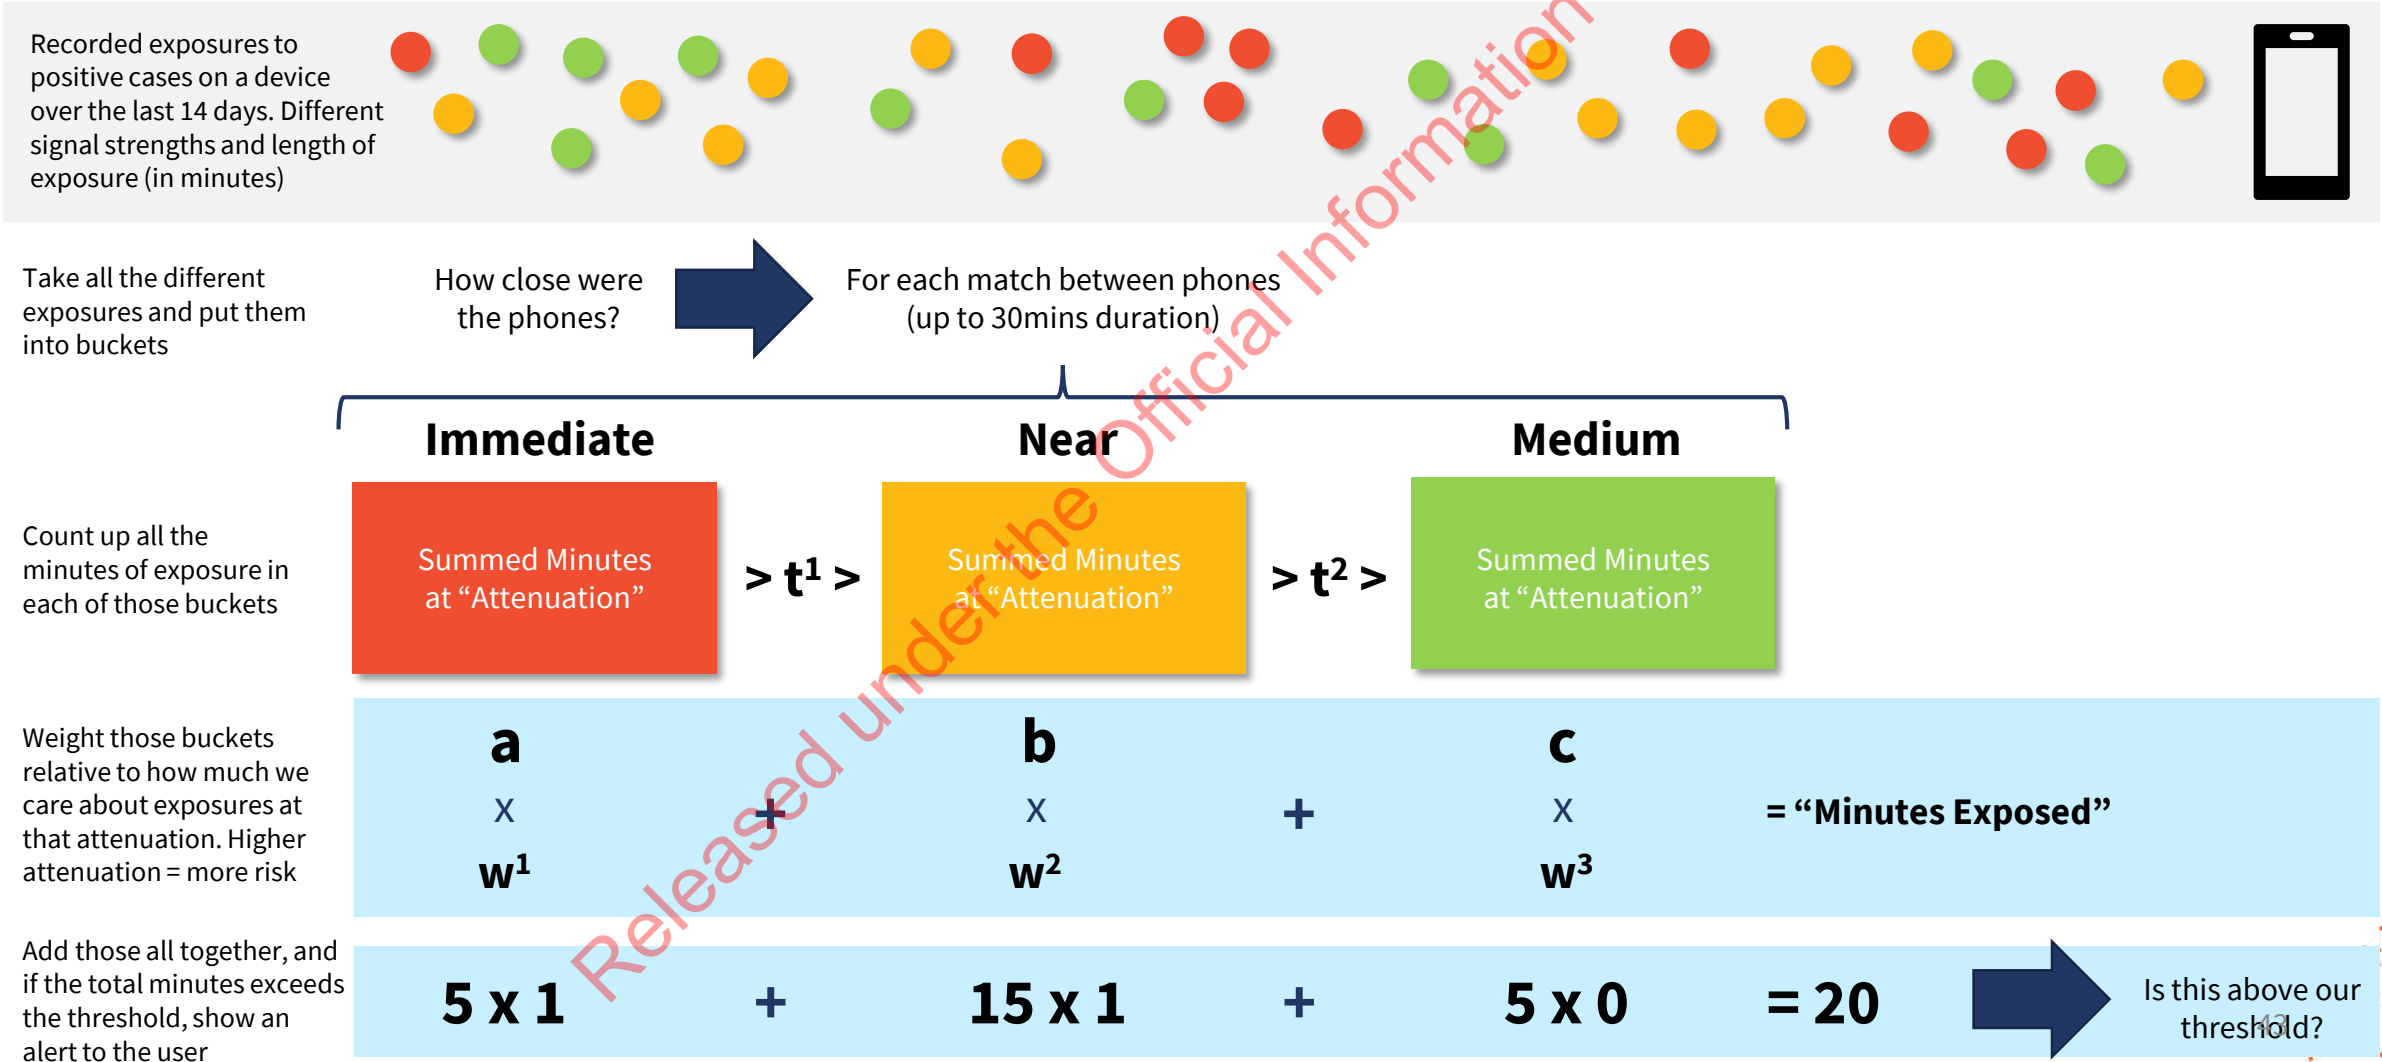 Recorded exposures to
positive cases on a device
over the last 14 days. Different
signal strengths and length of
exposure (in minutes)
Take all the different
exposures and put them
into buckets
How close were
the phones?
For each match between phones
(up to 30mins duration)
Immediate
Near
Medium
Count up all the
minutes of exposure in
each of those buckets
Summed Minutes
at “Attenuation”
> t¹ >
Summed Minutes
at “Attenuation”
> t² >
Summed Minutes
at “Attenuation”
Weight those buckets
relative to how much we
care about exposures at
that attenuation. Higher
attenuation = more risk
a
x
w¹
+
b
x
w²
+
c
x
w³
= “Minutes Exposed”
Add those all together, and
if the total minutes exceeds
the threshold, show an
alert to the user
5 x 1 + 15 x 1 + 5 x 0 = 20
Is this above our
threshold?
43
Released under the Official Information